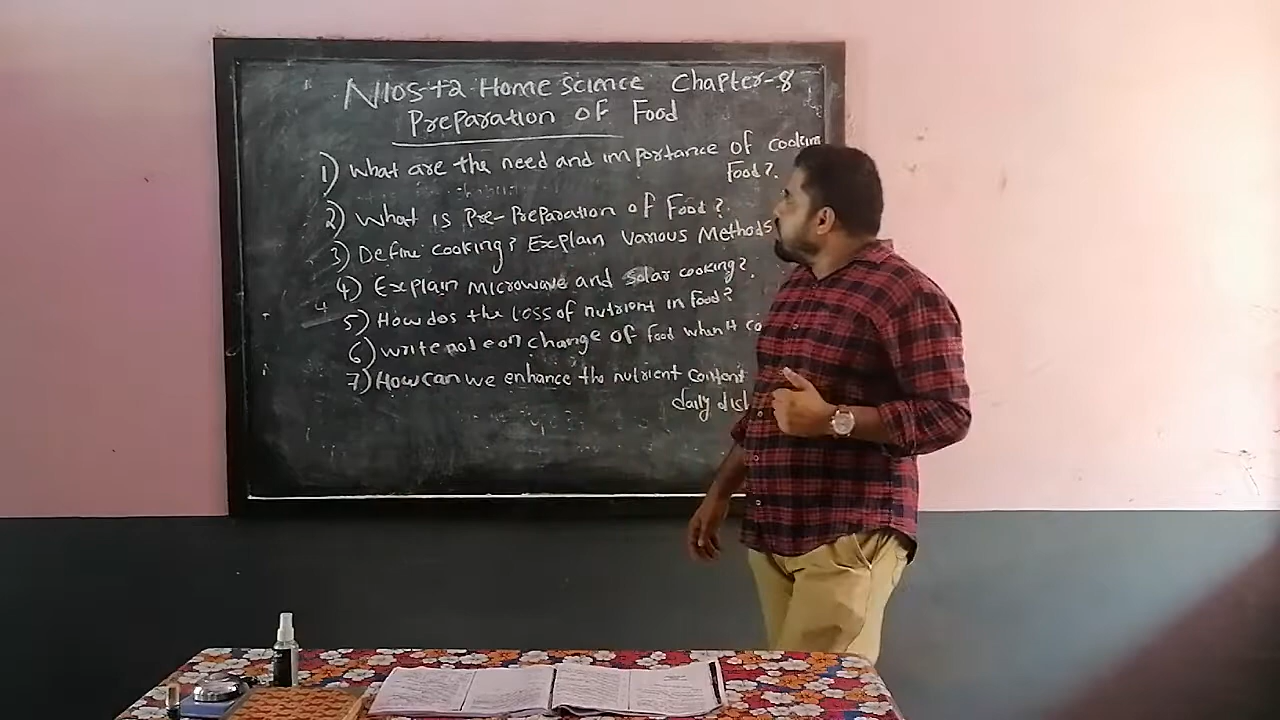 NIOS+2 Home Science Chapter-8
Preparation of Food
1) What are the need and importance of cooking
Food?.
2) What is Pre-Preparation of Food?.
3) Define cooking? Explain Various Methods
4) Explain microwave and solar cooking?
5) How dos the loss of nutrient in Food?
6) write note on change of food when it co
7) How can we enhance the nutrient content
daily dish